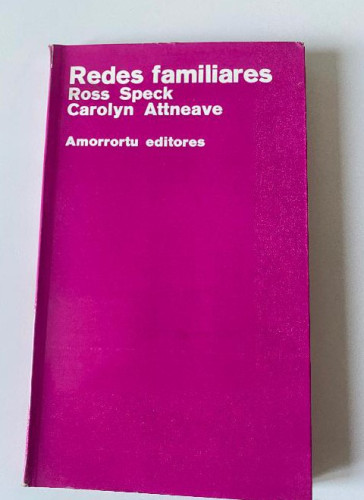 Redes familiares
Ross Speck
Carolyn Attneave
Amorrortu editores